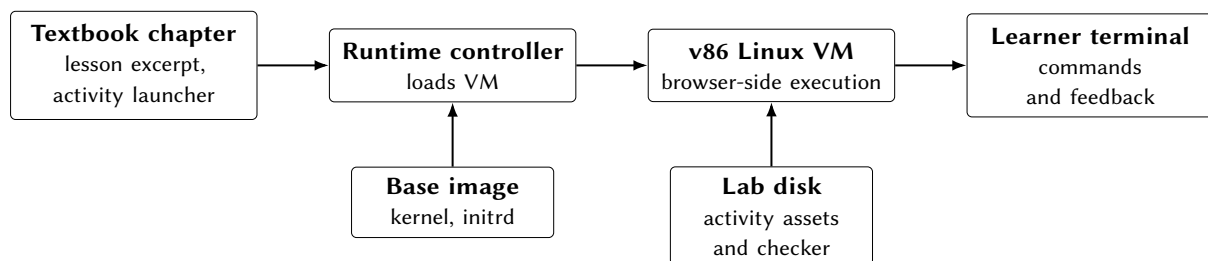 Textbook chapter
lesson excerpt,
activity launcher
Runtime controller
loads VM
v86 Linux VM
browser-side execution
Learner terminal
commands
and feedback
Base image
kernel, initrd
Lab disk
activity assets
and checker